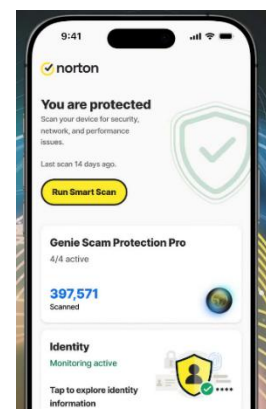 9:41
norton
You are protected
Scan your device for security,
network, and performance
issues.
Last scan 14 days ago.
Run Smart Scan
Genie Scam Protection Pro
4/4 active
397,571
Scanned
Identity
Monitoring active
Tap to explore identity
information